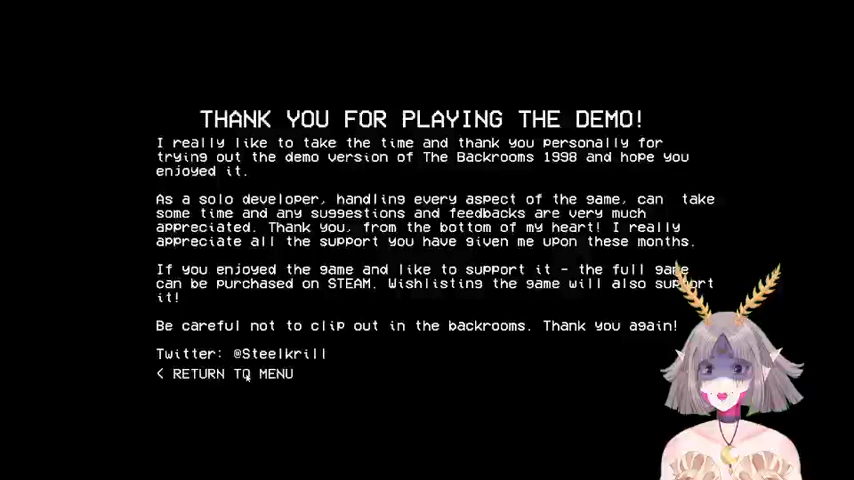 THANK YOU FOR PLAYING THE DEMO!
I really like to take the time and thank you personally for
trying out the demo version of The Backrooms 1998 and hope you
enjoyed it.
As a solo developer, handling every aspect of the game, can take
some time and any suggestions and feedbacks are very much
appreciated. Thank you, from the bottom of my heart! I really
appreciate all the support you have given me upon these months.
If you enjoyed the game and like to support it - the full game
can be purchased on STEAM. Wishlisting the game will also support
it!
Be careful not to clip out in the backrooms. Thank you again!
Twitter: @Steelkrill
< RETURN TO MENU